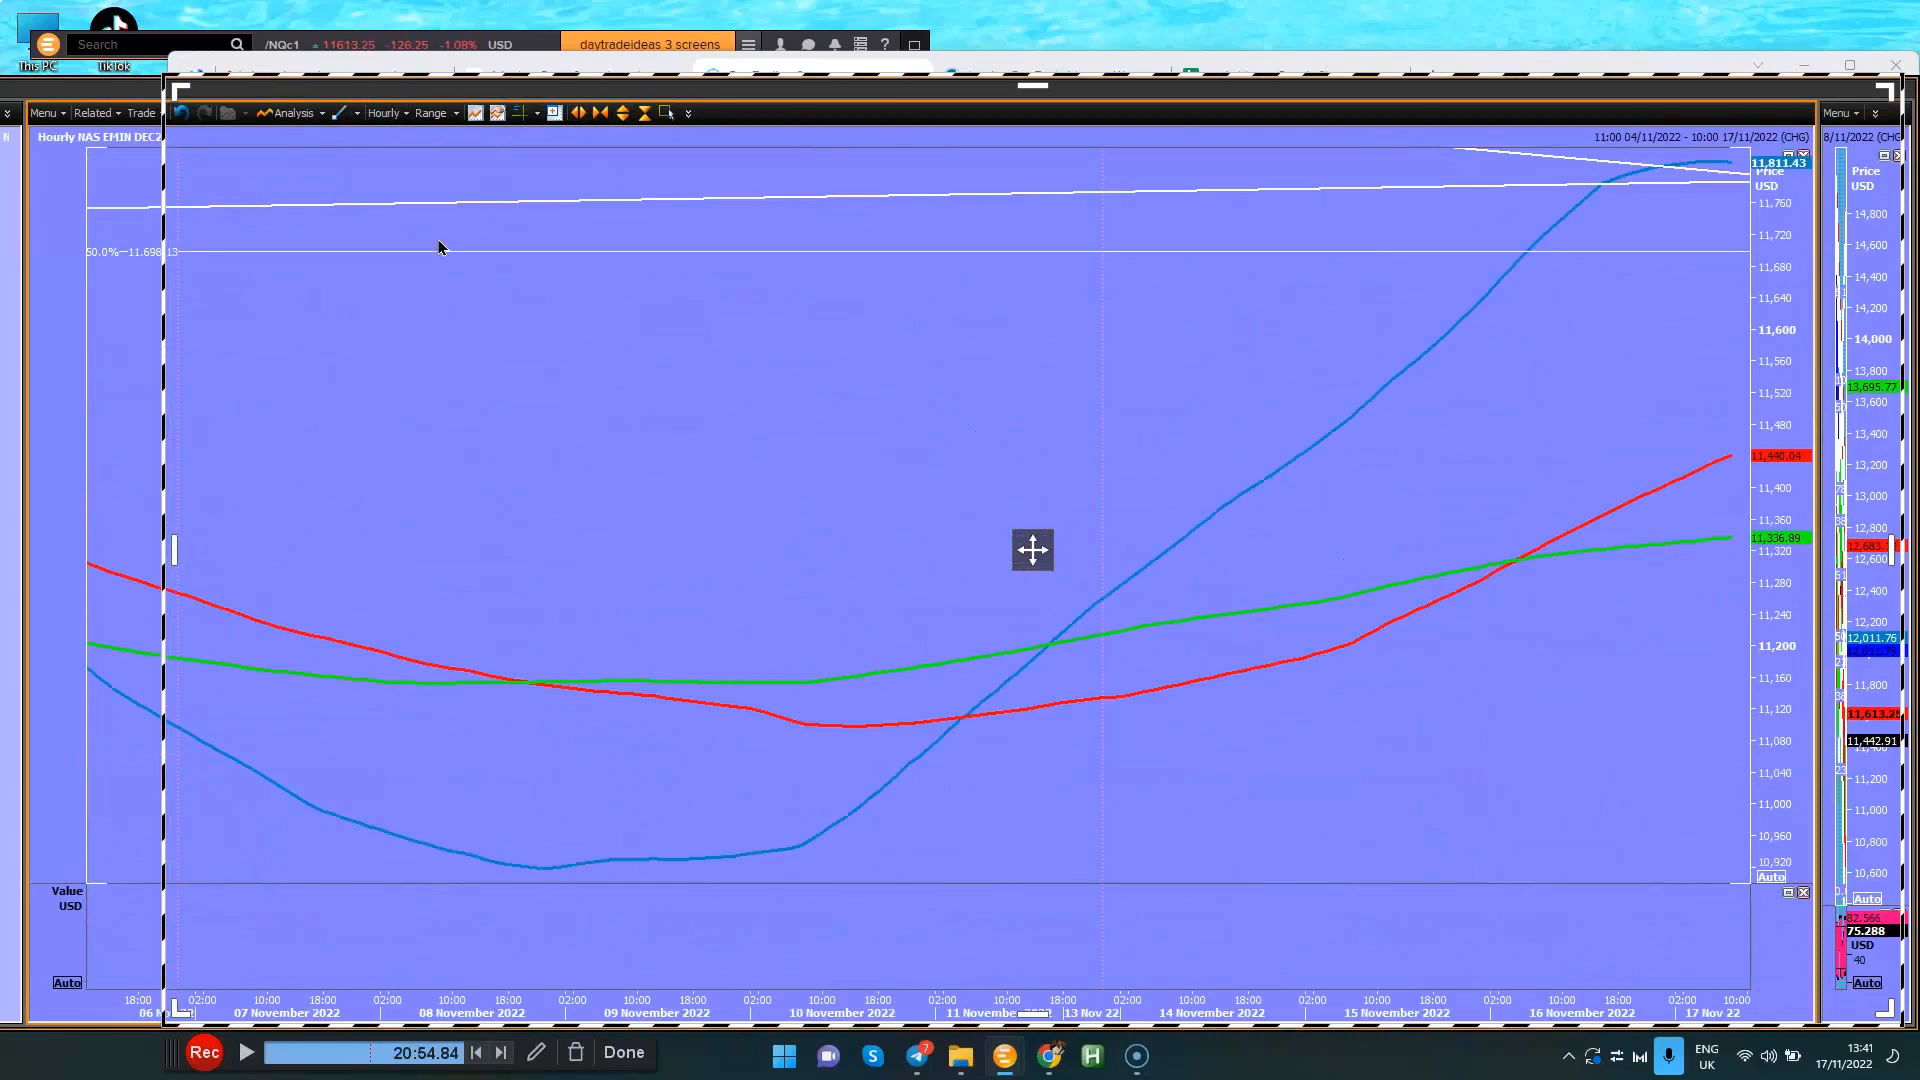 This PC
TikTok
Search
/NQc1 11613.25 -126.25 -1.08% USD
daytradeideas 3 screens
?
Menu Related Trade
Analysis Hourly Range
Menu
Hourly NAS EMIN DEC2
11:00 04/11/2022 - 10:00 17/11/2022 (CHG)
8/11/2022 (CHG
N
11,811.43
Price
USD
11,760
11,720
11,680
11,640
11,600
11,560
11,520
11,480
11,440.04
11,400
11,360
11,336.89
11,320
11,280
11,240
11,200
11,160
11,120
11,080
11,040
11,000
10,960
10,920
Auto
50.0%—11.698
13
Price
USD
14,800
14,600
14,400
14,200
14,000
13,800
13,695.77
13,600
13,400
13,200
13,000
12,800
12,683.
12,600
12,400
12,200
12,011.76
11,800
11,613.25
11,442.91
11,200
11,000
10,800
10,600
Auto
82.566
75.288
USD
40
Auto
Value
USD
Auto
18:00 02:00 10:00 18:00 02:00 10:00 18:00 02:00 10:00 18:00 02:00 10:00 18:00 02:00 10:00 18:00 02:00 10:00 18:00 02:00 10:00 18:00 02:00 10:00 18:00 02:00 10:00
06 N 07 November 2022 08 November 2022 09 November 2022 10 November 2022 11 Novembe 13 Nov 22 14 November 2022 15 November 2022 16 November 2022 17 Nov 22
Rec
20:54.84
Done
7
ENG
UK
13:41
17/11/2022